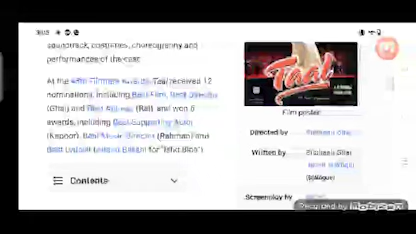 soundtrack, costumes, choreography and
performances of the cast.
At the Filmfare Awards, Taal received 12
nominations, including Best Film, Best Director
(Ghai) and Best Actress (Rai), and won 6
awards, including Best Supporting Actor
(Kapoor), Best Music Director (Rahman) and
Best Lyricist for "Ishq Bina")
Contents
Taal
Film poster
Directed by
Subhash Ghai
Written by
Subhash Ghai
(dialogue)
Screenplay by
Recorded by